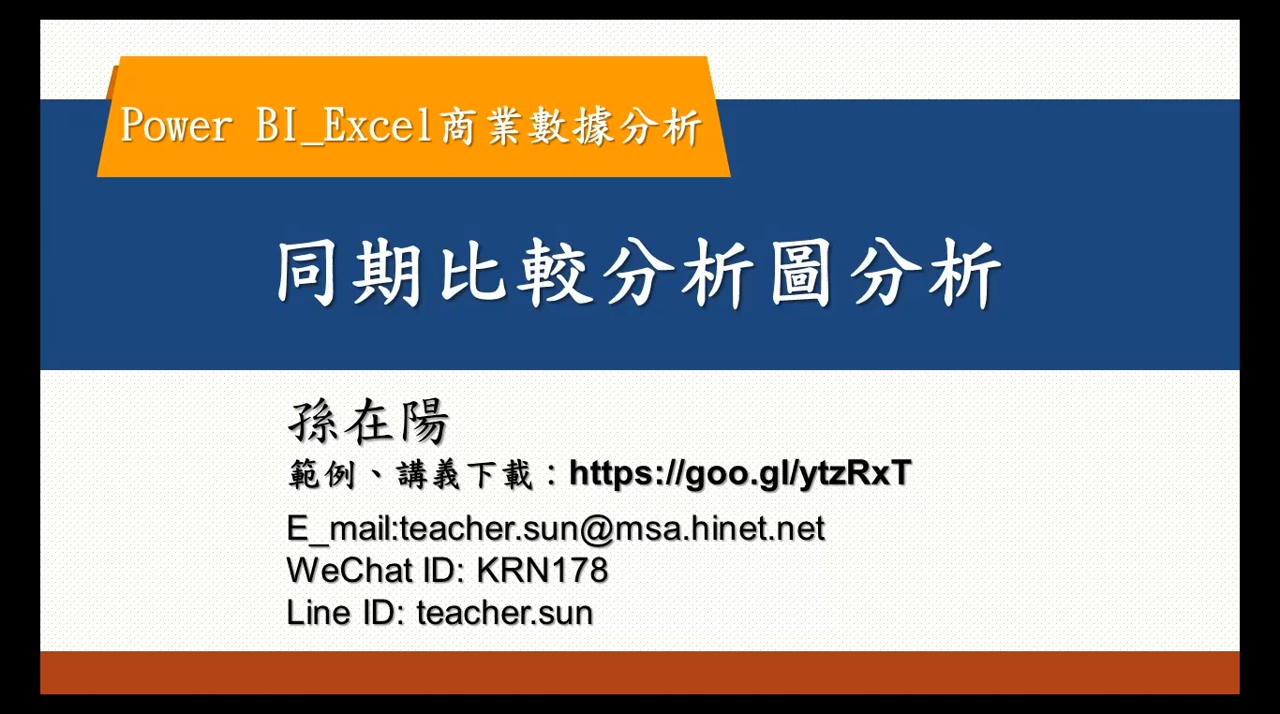 Power BI_Excel商業數據分析
同期比較分析圖分析
孫在陽
範例、講義下載：https://goo.gl/ytzRxT
E_mail:teacher.sun@msa.hinet.net
WeChat ID: KRN178
Line ID: teacher.sun